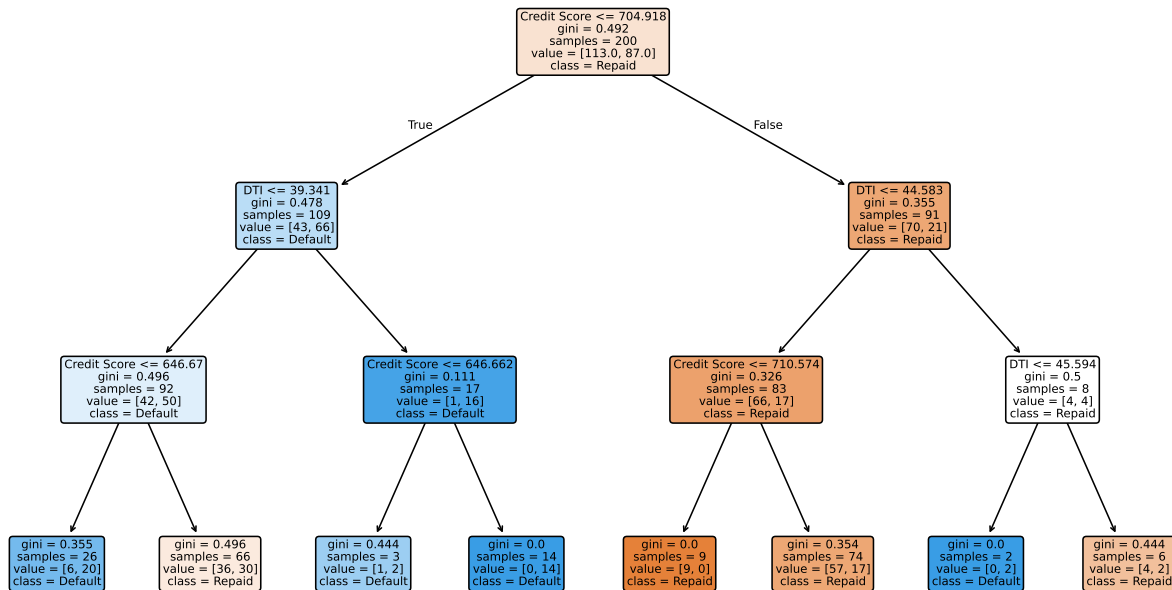 Credit Score <= 704.918
gini = 0.492
samples = 200
value = [113.0, 87.0]
class = Repaid
True
False
DTI <= 39.341
gini = 0.478
samples = 109
value = [43, 66]
class = Default
DTI <= 44.583
gini = 0.355
samples = 91
value = [70, 21]
class = Repaid
Credit Score <= 646.67
gini = 0.496
samples = 92
value = [42, 50]
class = Default
Credit Score <= 646.662
gini = 0.111
samples = 17
value = [1, 16]
class = Default
Credit Score <= 710.574
gini = 0.326
samples = 83
value = [66, 17]
class = Repaid
DTI <= 45.594
gini = 0.5
samples = 8
value = [4, 4]
class = Repaid
gini = 0.355
samples = 26
value = [6, 20]
class = Default
gini = 0.496
samples = 66
value = [36, 30]
class = Repaid
gini = 0.444
samples = 3
value = [1, 2]
class = Default
gini = 0.0
samples = 14
value = [0, 14]
class = Default
gini = 0.0
samples = 9
value = [9, 0]
class = Repaid
gini = 0.354
samples = 74
value = [57, 17]
class = Repaid
gini = 0.0
samples = 2
value = [0, 2]
class = Default
gini = 0.444
samples = 6
value = [4, 2]
class = Repaid